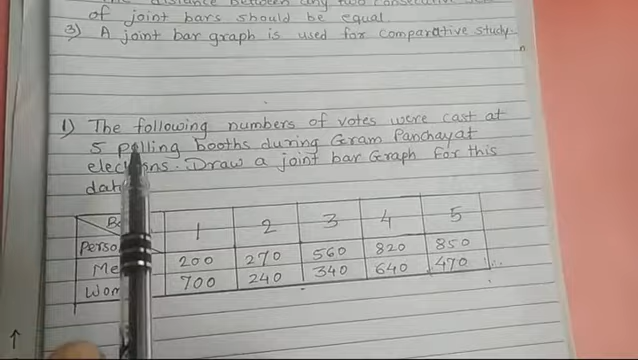 of joint bars should be equal
3) A joint bar graph is used for comparative study.
1) The following numbers of votes were cast at
5 polling booths during Gram Panchayat
elections. Draw a joint bar Graph for this
1 2 3 4 5
200 270 560 820 850
700 240 340 640 470